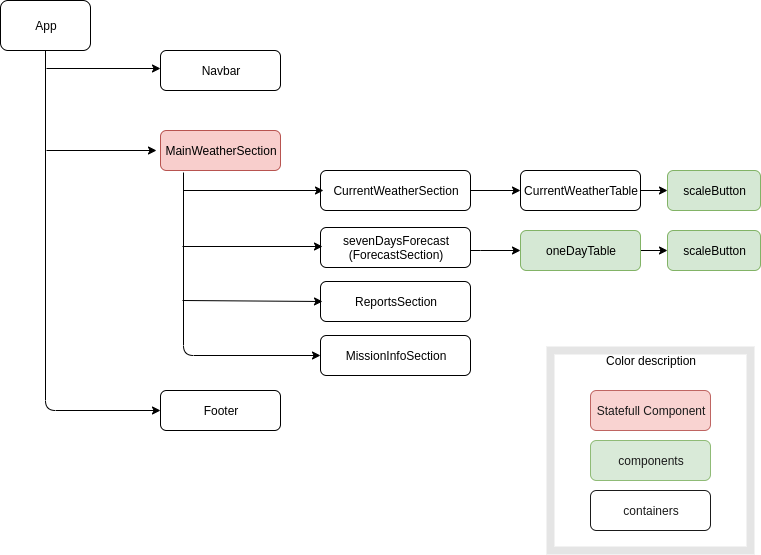 App
Navbar
MainWeatherSection
CurrentWeatherSection
CurrentWeatherTable
scaleButton
sevenDaysForecast
(ForecastSection)
oneDayTable
scaleButton
ReportsSection
MissionInfoSection
Footer
Color description
Statefull Component
components
containers